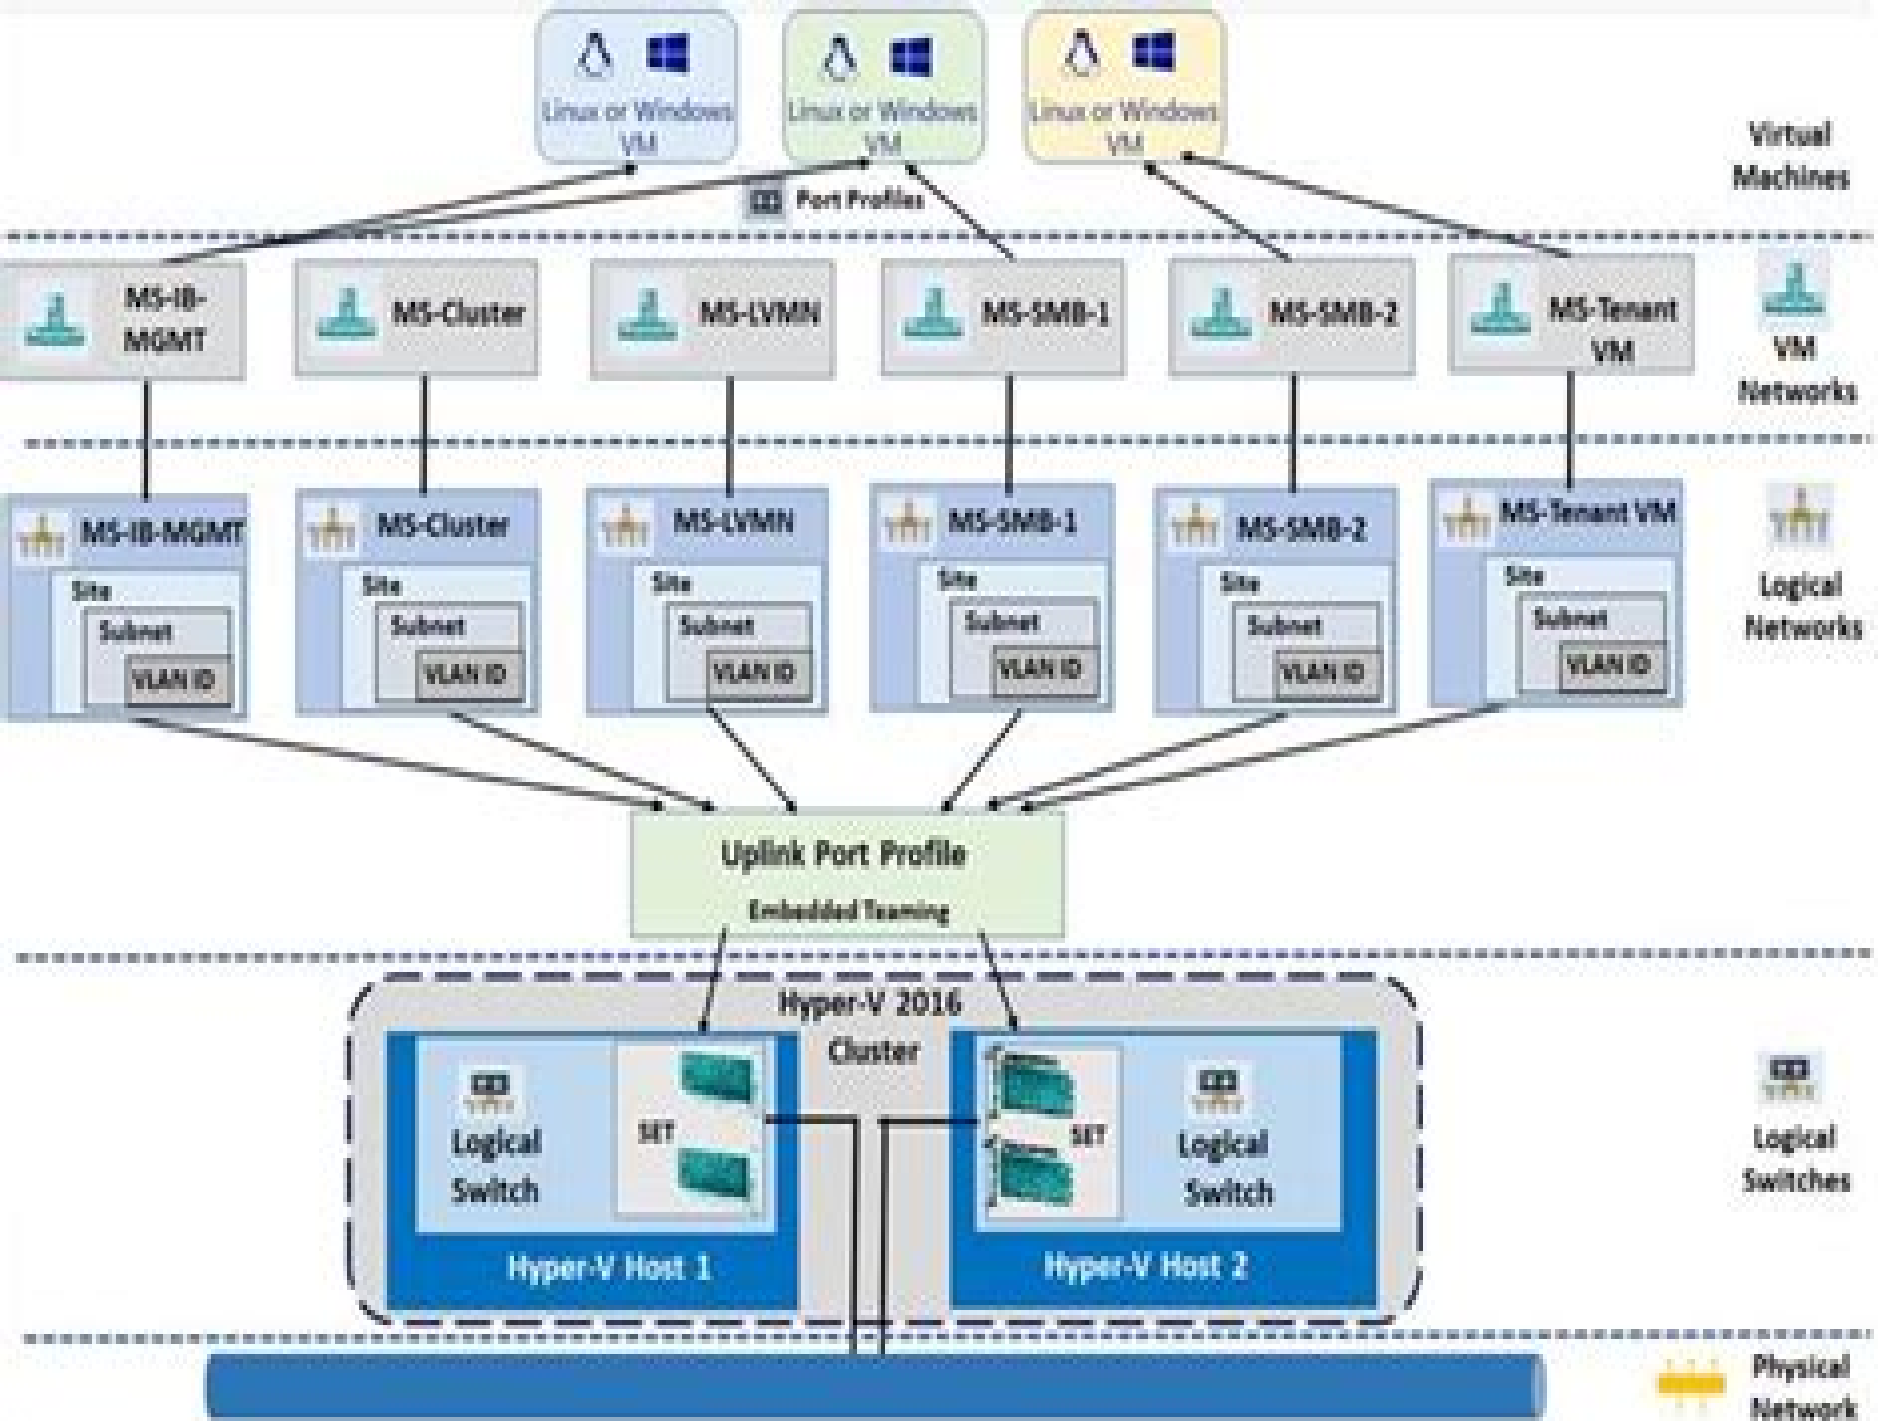 Linux or Windows
VM
Linux or Windows
VM
Linux or Windows
VM
Virtual
Machines
Port Profiles
MS-IB-
MGMT
MS-Cluster
MS-LVMN
MS-SMB-1
MS-SMB-2
MS-Tenant
VM
VM
Networks
MS-IB-MGMT
Site
Subnet
VLAN ID
MS-Cluster
Site
Subnet
VLAN ID
MS-LVMN
Site
Subnet
VLAN ID
MS-SMB-1
Site
Subnet
VLAN ID
MS-SMB-2
Site
Subnet
VLAN ID
MS-Tenant VM
Site
Subnet
VLAN ID
Logical
Networks
Uplink Port Profile
Embedded Teaming
Hyper-V 2016
Cluster
Logical
Switch
SET
Hyper-V Host 1
SET
Logical
Switch
Hyper-V Host 2
Logical
Switches
Physical
Network